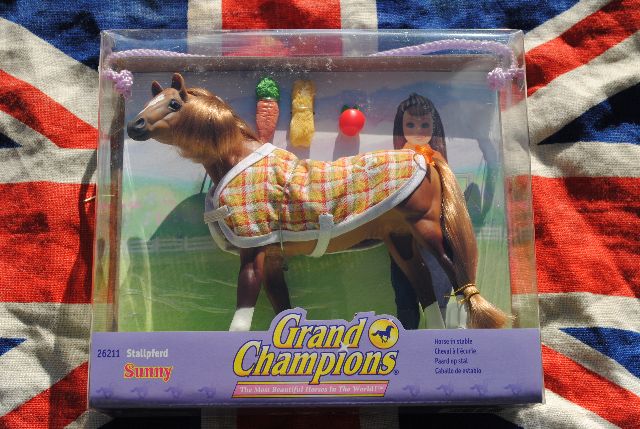 26211 Stallpferd
Sunny
Grand
Champions®
The Most Beautiful Horses In The World!™
Horse in stable
Cheval à l'écurie
Paard op stal
Caballo de establo